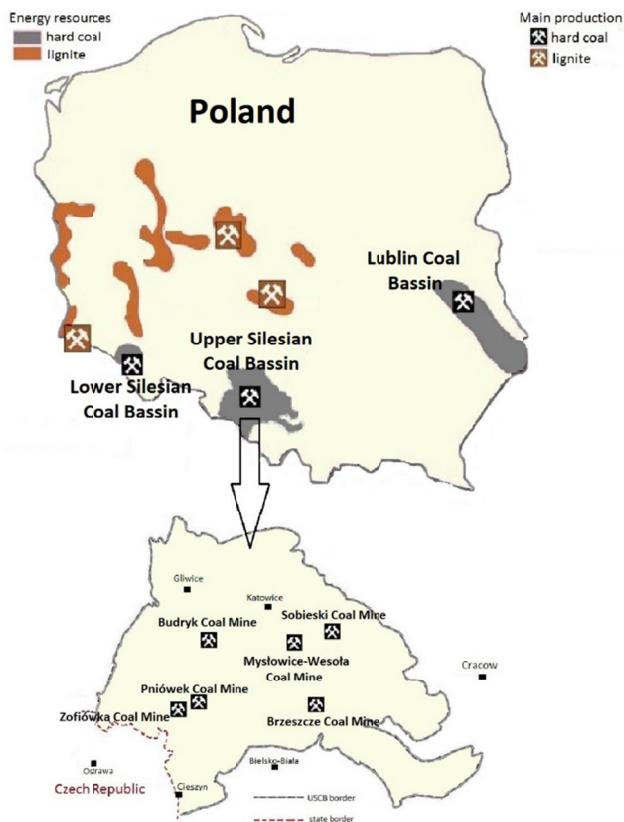 Energy resources
hard coal
lignite
Main production
hard coal
lignite
Poland
Lublin Coal
Bassin
Upper Silesian
Coal Bassin
Lower Silesian
Coal Bassin
Gliwice
Katowice
Sobieski Coal Mire
Budryk Coal Mine
Mysłowice-Wesoła
Coal Mine
Cracow
Pniówek Coal Mine
Zofiówka Coal Mine
Brzeszcze Coal Mine
Bielsko-Biała
Ostrawa
Czech Republic
Cieszyn
USCB border
state border